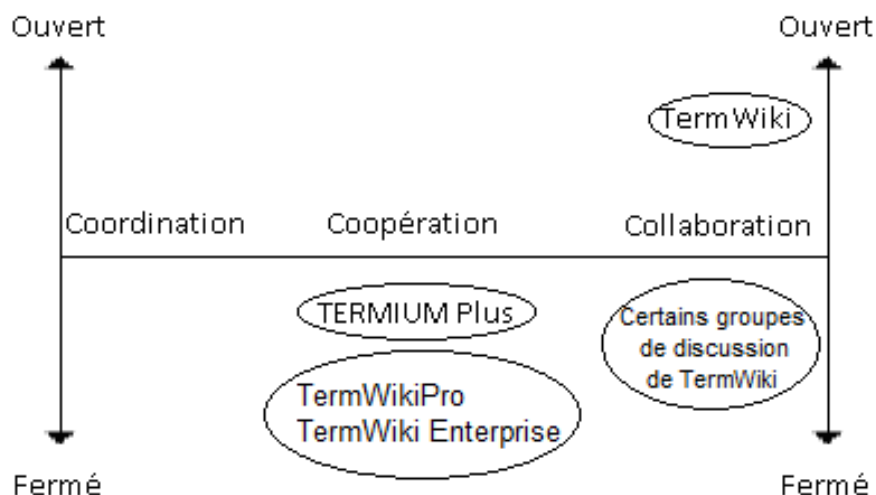 Ouvert
Ouvert
TermWiki
Coordination
Coopération
Collaboration
TERMIUM Plus
Certains groupes
de discussion
de TermWiki
TermWikiPro
TermWiki Enterprise
Fermé
Fermé